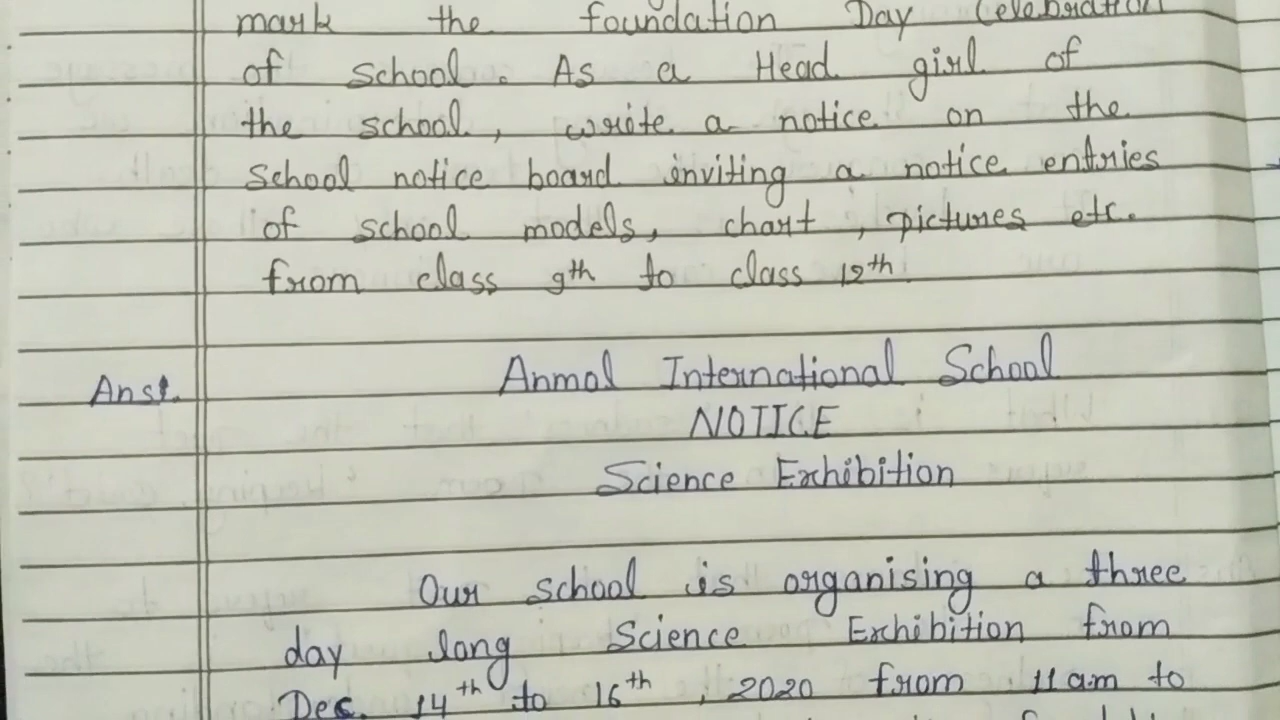 mark the foundation Day Celebration
of school. As a Head girl of
the school, write a notice on the
School notice board inviting a notice entries
of school models, chart, pictures etc.
from class 9th to class 12th
Ans1. Anmol International School
NOTICE
Science Exhibition
Our school is organising a three
day long Science Exhibition from
Dec. 14th to 16th, 2020 from 11 am to